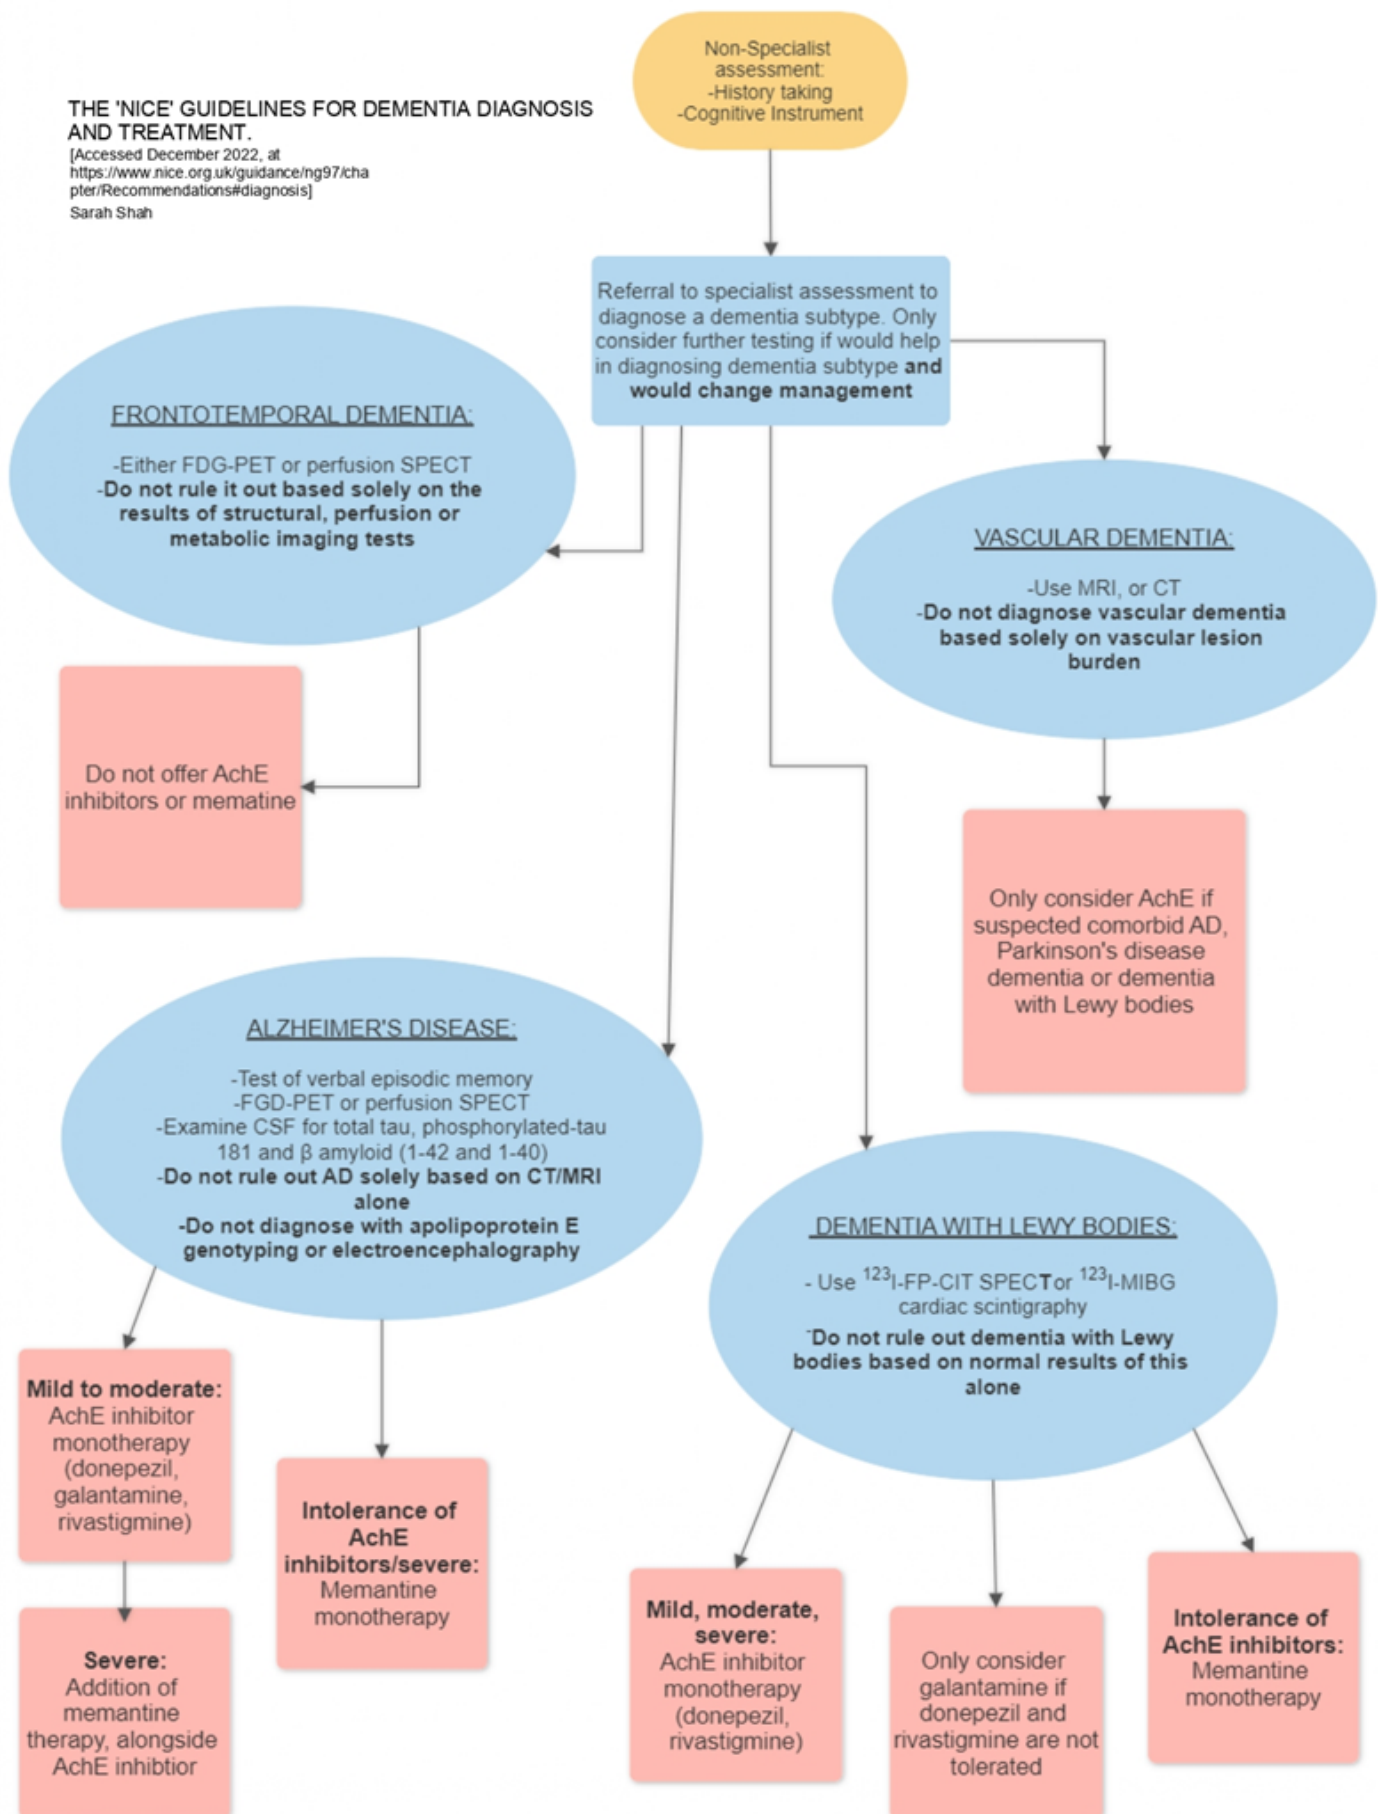 Non-Specialist
assessment:
-History taking
-Cognitive Instrument
THE 'NICE' GUIDELINES FOR DEMENTIA DIAGNOSIS
AND TREATMENT.
[Accessed December 2022, at
https://www.nice.org.uk/guidance/ng97/cha
pter/Recommendations#diagnosis]
Sarah Shah
Referral to specialist assessment to
diagnose a dementia subtype. Only
consider further testing if would help
in diagnosing dementia subtype and
would change management
FRONTOTEMPORAL DEMENTIA:
-Either FDG-PET or perfusion SPECT
-Do not rule it out based solely on the
results of structural, perfusion or
metabolic imaging tests
VASCULAR DEMENTIA:
-Use MRI, or CT
-Do not diagnose vascular dementia
based solely on vascular lesion
burden
Do not offer AchE
inhibitors or mematine
Only consider AchE if
suspected comorbid AD,
Parkinson's disease
dementia or dementia
with Lewy bodies
ALZHEIMER'S DISEASE:
-Test of verbal episodic memory
-FGD-PET or perfusion SPECT
-Examine CSF for total tau, phosphorylated-tau
181 and β amyloid (1-42 and 1-40)
-Do not rule out AD solely based on CT/MRI
alone
-Do not diagnose with apolipoprotein E
genotyping or electroencephalography
DEMENTIA WITH LEWY BODIES:
- Use ¹²³I-FP-CIT SPECTor ¹²³I-MIBG
cardiac scintigraphy
-Do not rule out dementia with Lewy
bodies based on normal results of this
alone
Mild to moderate:
AchE inhibitor
monotherapy
(donepezil,
galantamine,
rivastigmine)
Intolerance of
AchE
inhibitors/severe:
Memantine
monotherapy
Severe:
Addition of
memantine
therapy, alongside
AchE inhibtior
Mild, moderate,
severe:
AchE inhibitor
monotherapy
(donepezil,
rivastigmine)
Only consider
galantamine if
donepezil and
rivastigmine are not
tolerated
Intolerance of
AchE inhibitors:
Memantine
monotherapy